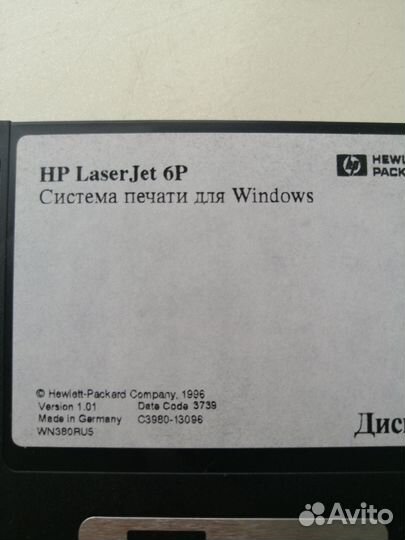 HP LaserJet 6P
Система печати для Windows
hp
© Hewlett-Packard Company, 1996
Version 1.01 Date Code 3739
Made in Germany C3980-13096
WN380RU5
Avito